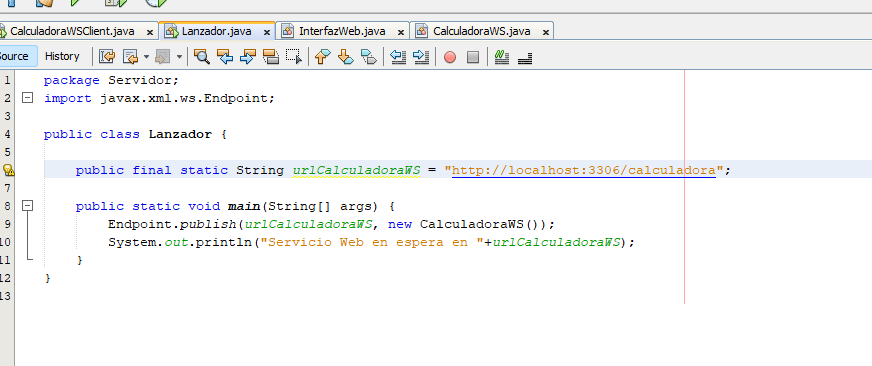 CalculadoraWSClient.java x Lanzador.java x InterfazWeb.java x CalculadoraWS.java x
Source History
1 package Servidor;
2 import javax.xml.ws.Endpoint;
3
4 public class Lanzador {
5
public final static String urlCalculadoraWS = "http://localhost:3306/calculadora";
7
8 public static void main(String[] args) {
9 Endpoint.publish(urlCalculadoraWS, new CalculadoraWS());
10 System.out.println("Servicio Web en espera en "+urlCalculadoraWS);
11 }
12 }
13